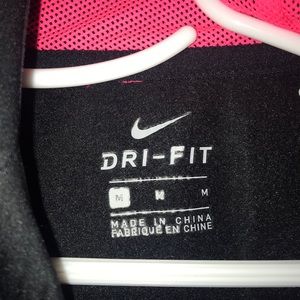 DRI-FIT
M M M
MADE IN CHINA
FABRIQUÉ EN CHINE